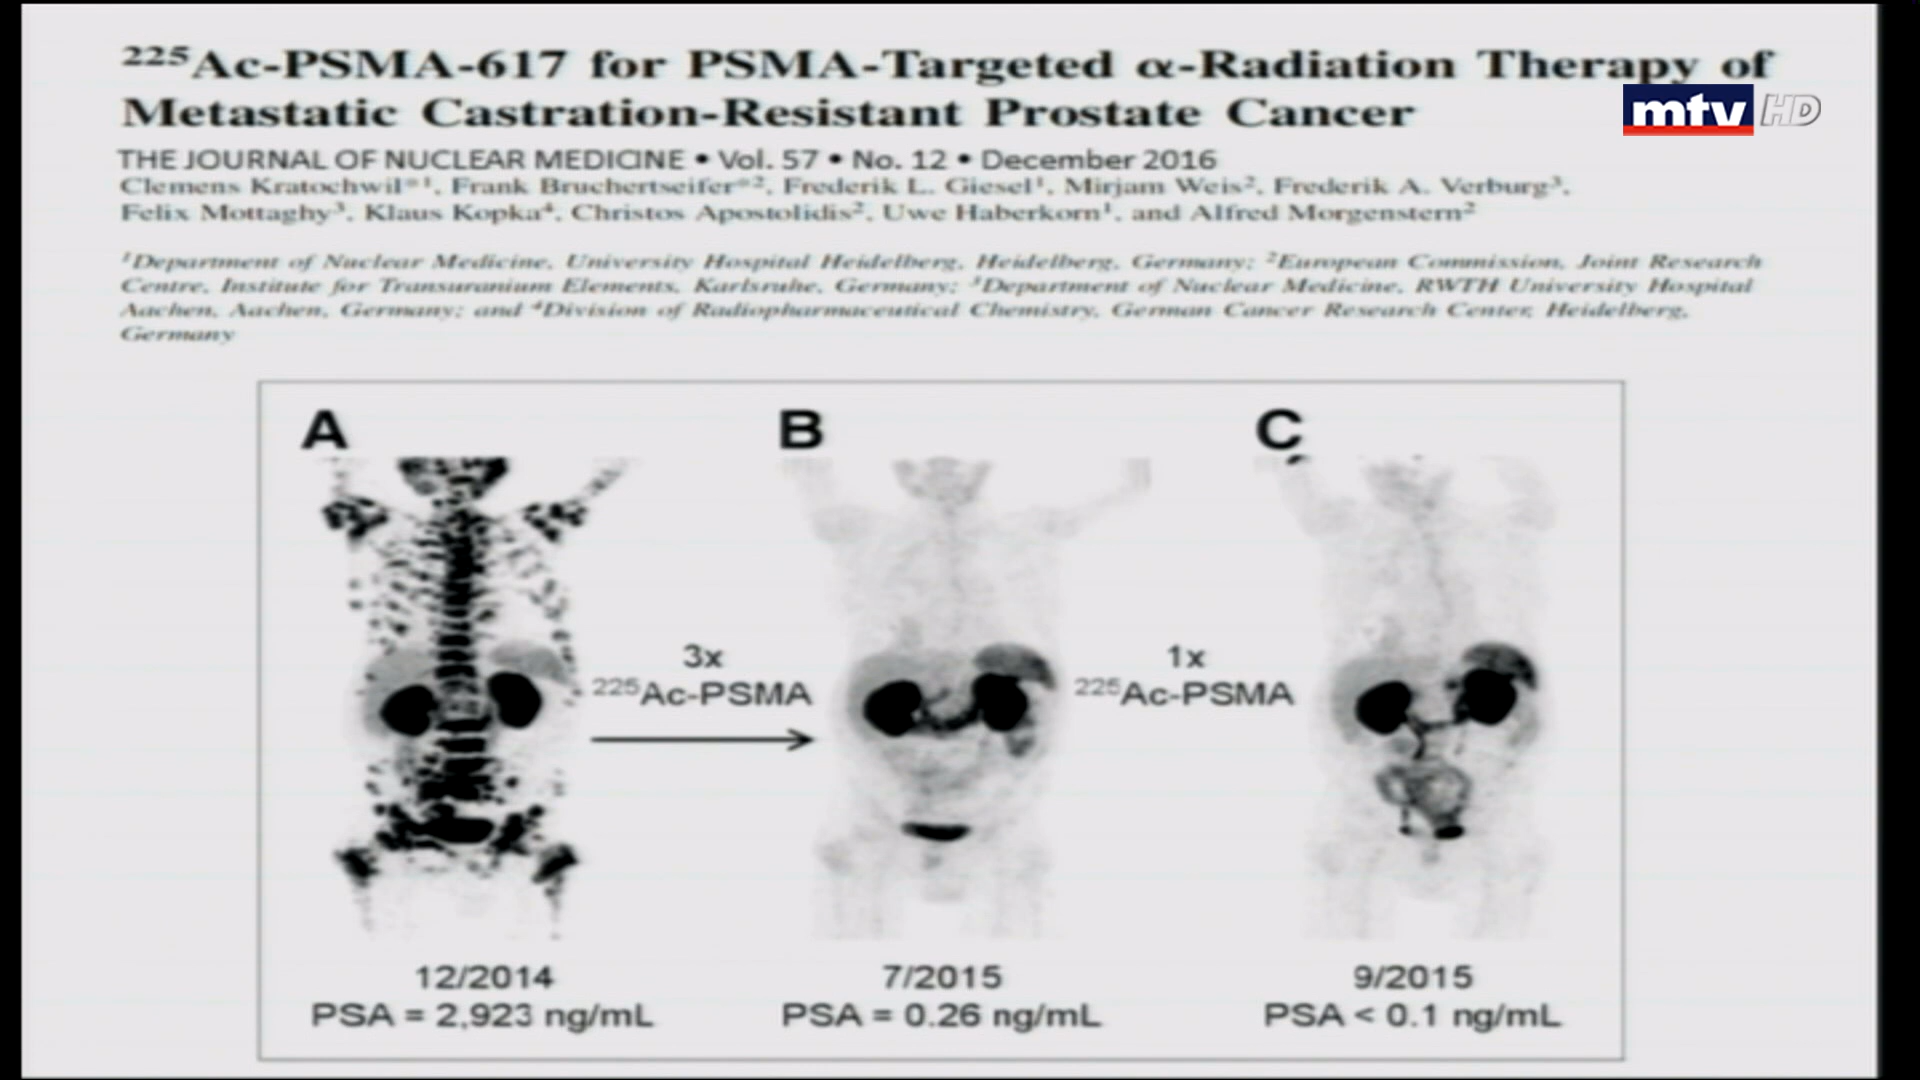 ²²⁵Ac-PSMA-617 for PSMA-Targeted α-Radiation Therapy of
Metastatic Castration-Resistant Prostate Cancer
mtv HD
THE JOURNAL OF NUCLEAR MEDICINE • Vol. 57 • No. 12 • December 2016
Clemens Kratochwil*¹, Frank Bruchertseifer*², Frederik L. Giesel¹, Mirjam Weis², Frederik A. Verburg³,
Felix Mottaghy³, Klaus Kopka⁴, Christos Apostolidis², Uwe Haberkorn¹, and Alfred Morgenstern²
¹Department of Nuclear Medicine, University Hospital Heidelberg, Heidelberg, Germany; ²European Commission, Joint Research
Centre, Institute for Transuranium Elements, Karlsruhe, Germany; ³Department of Nuclear Medicine, RWTH University Hospital
Aachen, Aachen, Germany; and ⁴Division of Radiopharmaceutical Chemistry, German Cancer Research Center, Heidelberg,
Germany
A B C
3x
²²⁵Ac-PSMA
1x
²²⁵Ac-PSMA
12/2014
PSA = 2,923 ng/mL
7/2015
PSA = 0.26 ng/mL
9/2015
PSA < 0.1 ng/mL